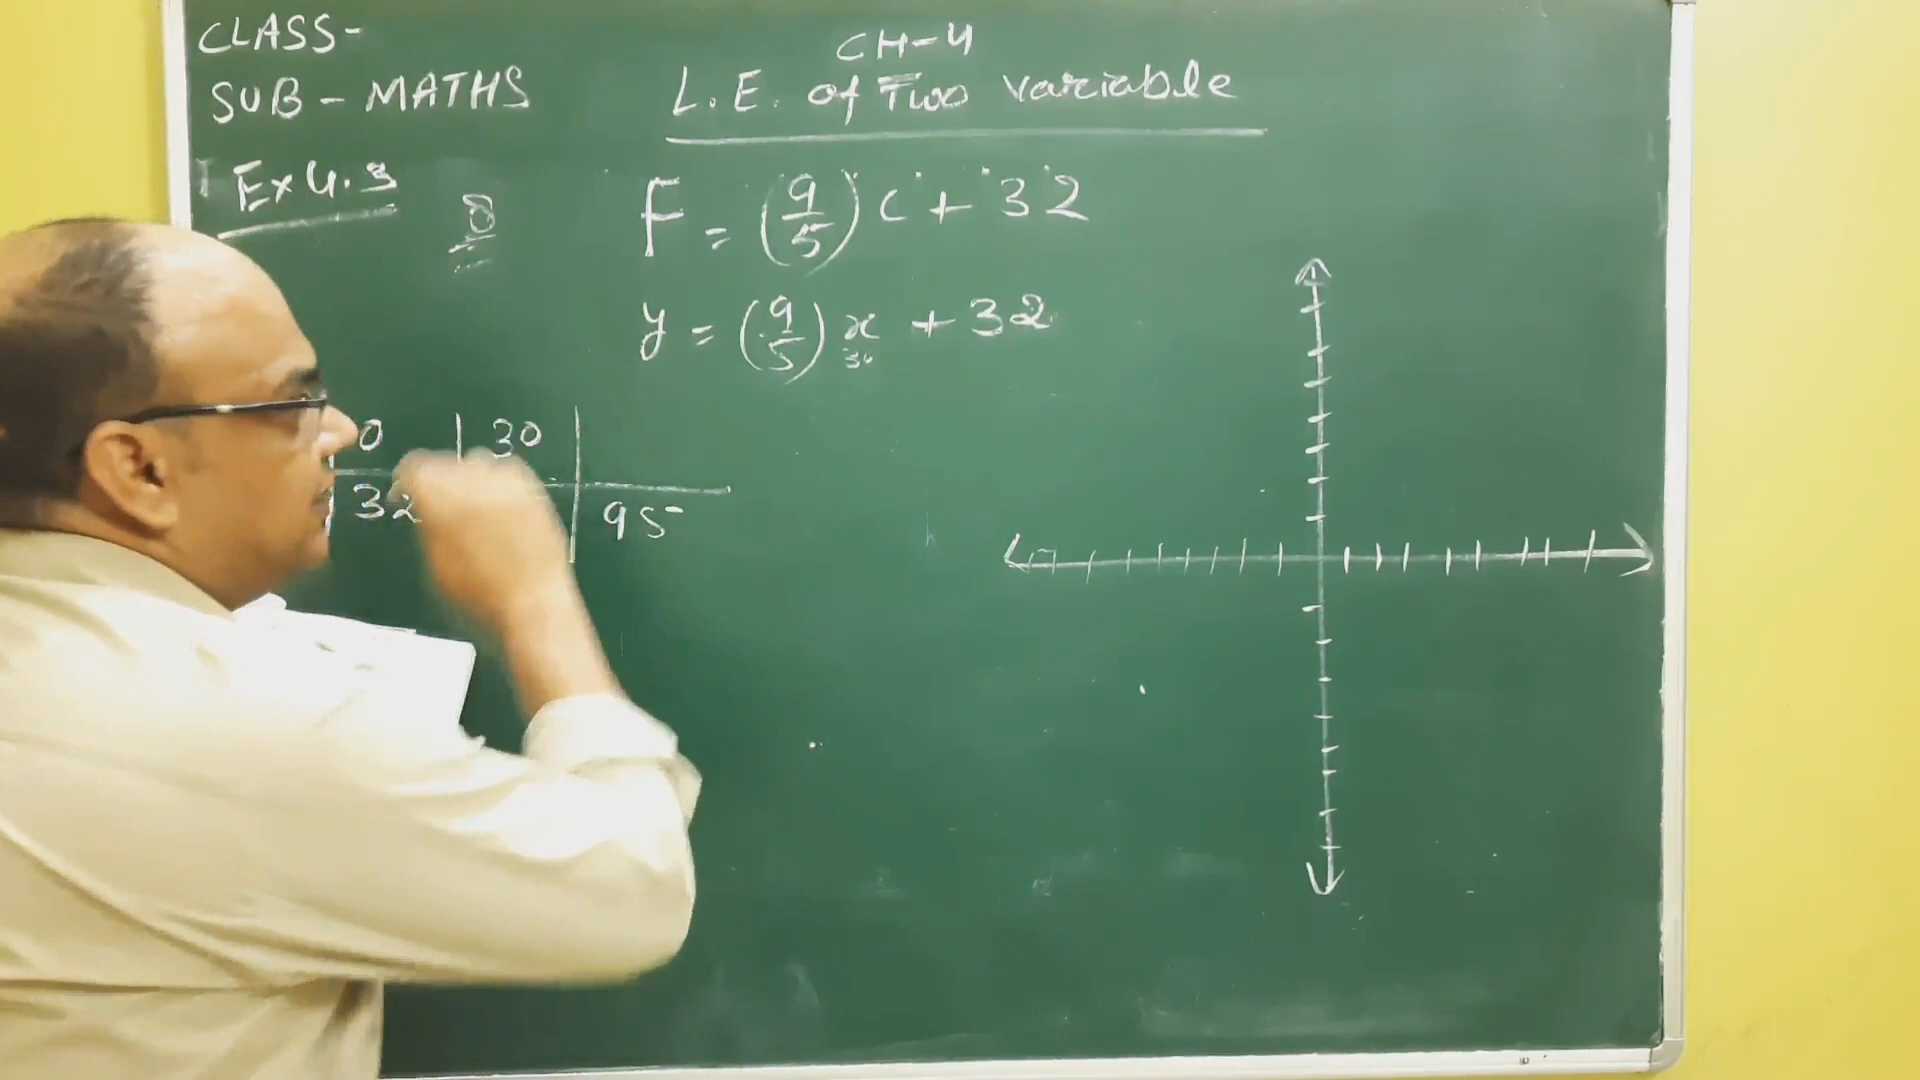 CLASS-
CH-4
SUB - MATHS
L.E. of Two variable
Ex 4.3
8
F = (9/5) C + 32
y = (9/5) x + 32
30
0 | 30 |
32 | | 95